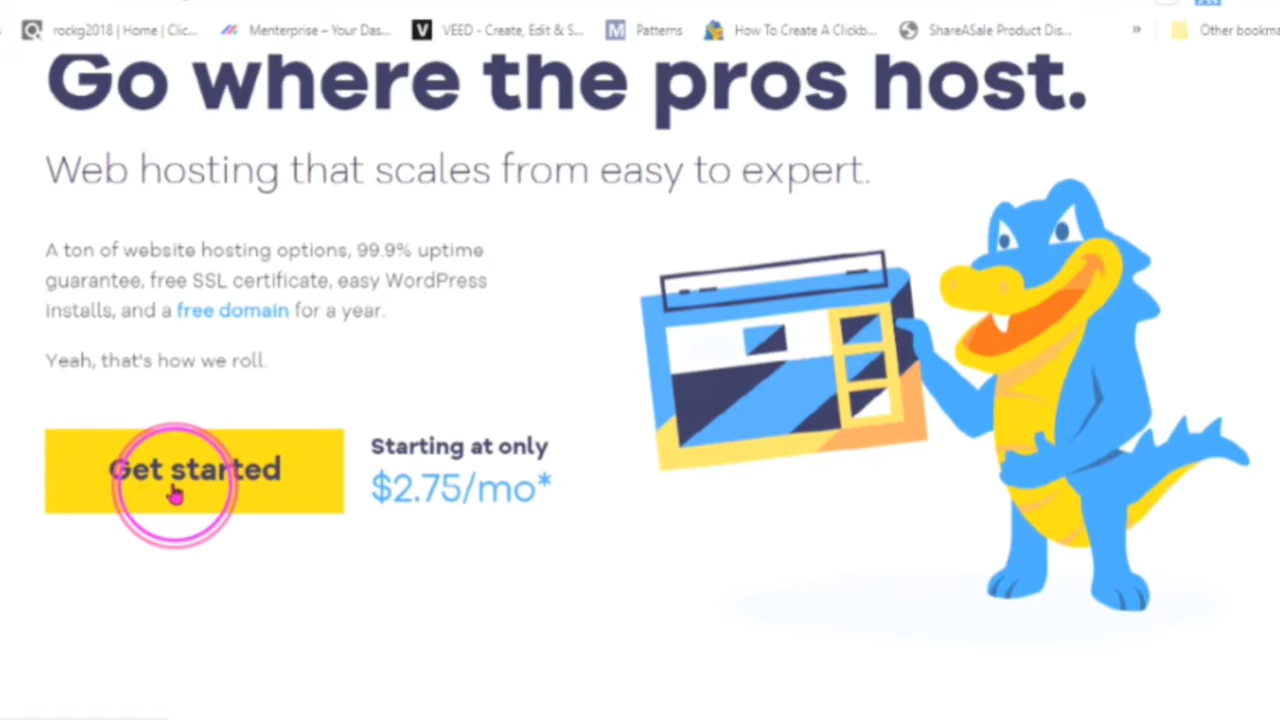 rockg2018 | Home | Clic... Menterprise – Your Das... VEED - Create, Edit & S... Patterns How To Create A Clickb... ShareASale Product Dis... » Other bookma
Go where the pros host.
Web hosting that scales from easy to expert.
A ton of website hosting options, 99.9% uptime
guarantee, free SSL certificate, easy WordPress
installs, and a free domain for a year.
Yeah, that's how we roll.
Get started
Starting at only
$2.75/mo*